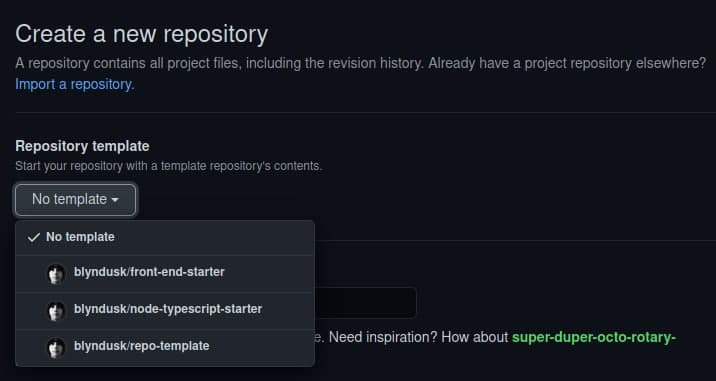 Create a new repository
A repository contains all project files, including the revision history. Already have a project repository elsewhere?
Import a repository.
Repository template
Start your repository with a template repository's contents.
No template
No template
blyndusk/front-end-starter
blyndusk/node-typescript-starter
blyndusk/repo-template
e. Need inspiration? How about super-duper-octo-rotary-